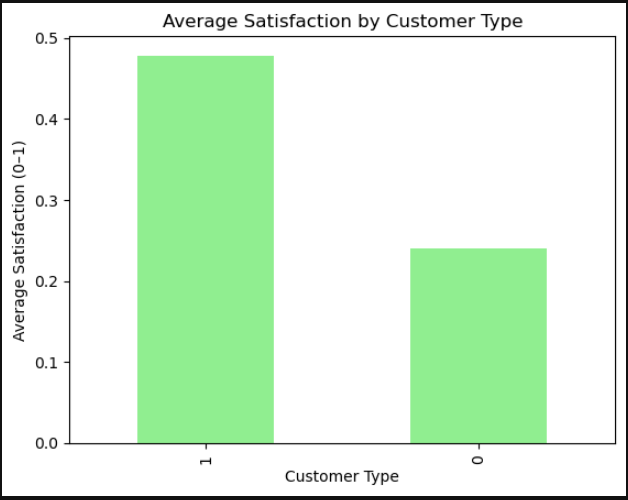 Average Satisfaction by Customer Type
Average Satisfaction (0–1)
0.5
0.4
0.3
0.2
0.1
0.0
1
0
Customer Type